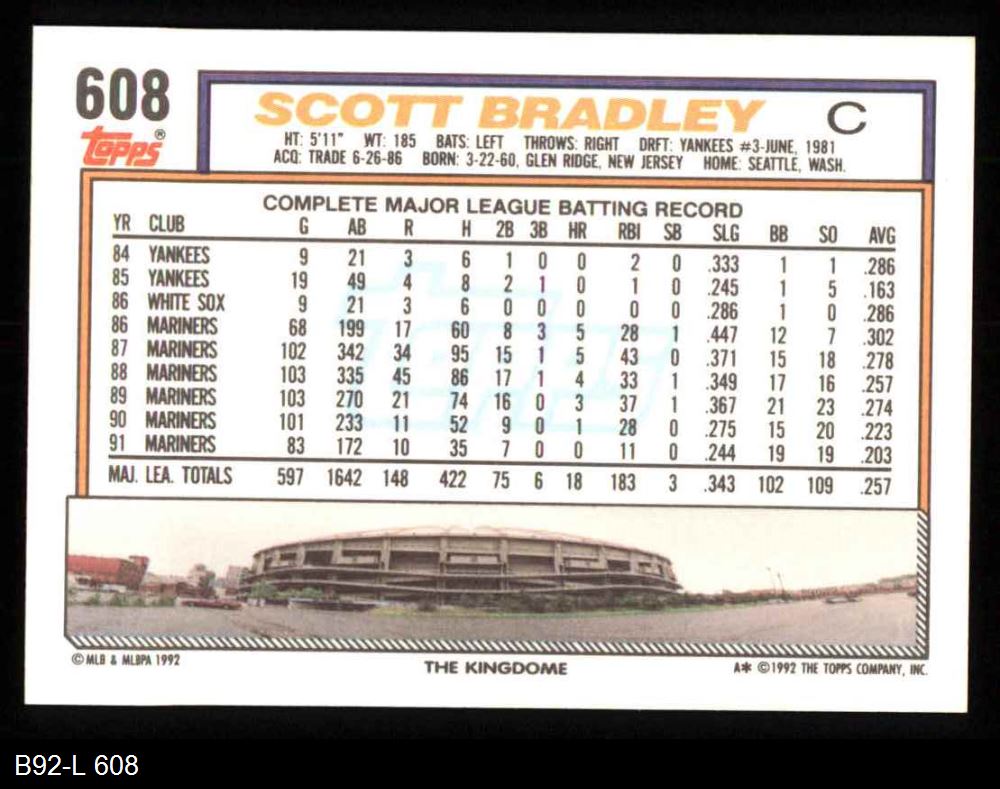 608
Topps®
SCOTT BRADLEY C
HT: 5'11" WT: 185 BATS: LEFT THROWS: RIGHT DRFT: YANKEES #3-JUNE, 1981
ACQ: TRADE 6-26-86 BORN: 3-22-60, GLEN RIDGE, NEW JERSEY HOME: SEATTLE, WASH.
COMPLETE MAJOR LEAGUE BATTING RECORD
YR CLUB G AB R H 2B 3B HR RBI SB SLG BB SO AVG
84 YANKEES 9 21 3 6 1 0 0 2 0 .333 1 1 .286
85 YANKEES 19 49 4 8 2 1 0 1 0 .245 1 5 .163
86 WHITE SOX 9 21 3 6 0 0 0 0 0 .286 1 0 .286
86 MARINERS 68 199 17 60 8 3 5 28 1 .447 12 7 .302
87 MARINERS 102 342 34 95 15 1 5 43 0 .371 15 18 .278
88 MARINERS 103 335 45 86 17 1 4 33 1 .349 17 16 .257
89 MARINERS 103 270 21 74 16 0 3 37 1 .367 21 23 .274
90 MARINERS 101 233 11 52 9 0 1 28 0 .275 15 20 .223
91 MARINERS 83 172 10 35 7 0 0 11 0 .244 19 19 .203
MAJ. LEA. TOTALS 597 1642 148 422 75 6 18 183 3 .343 102 109 .257
topps
© MLB & MLBPA 1992 THE KINGDOME A* © 1992 THE TOPPS COMPANY, INC.
B92-L 608